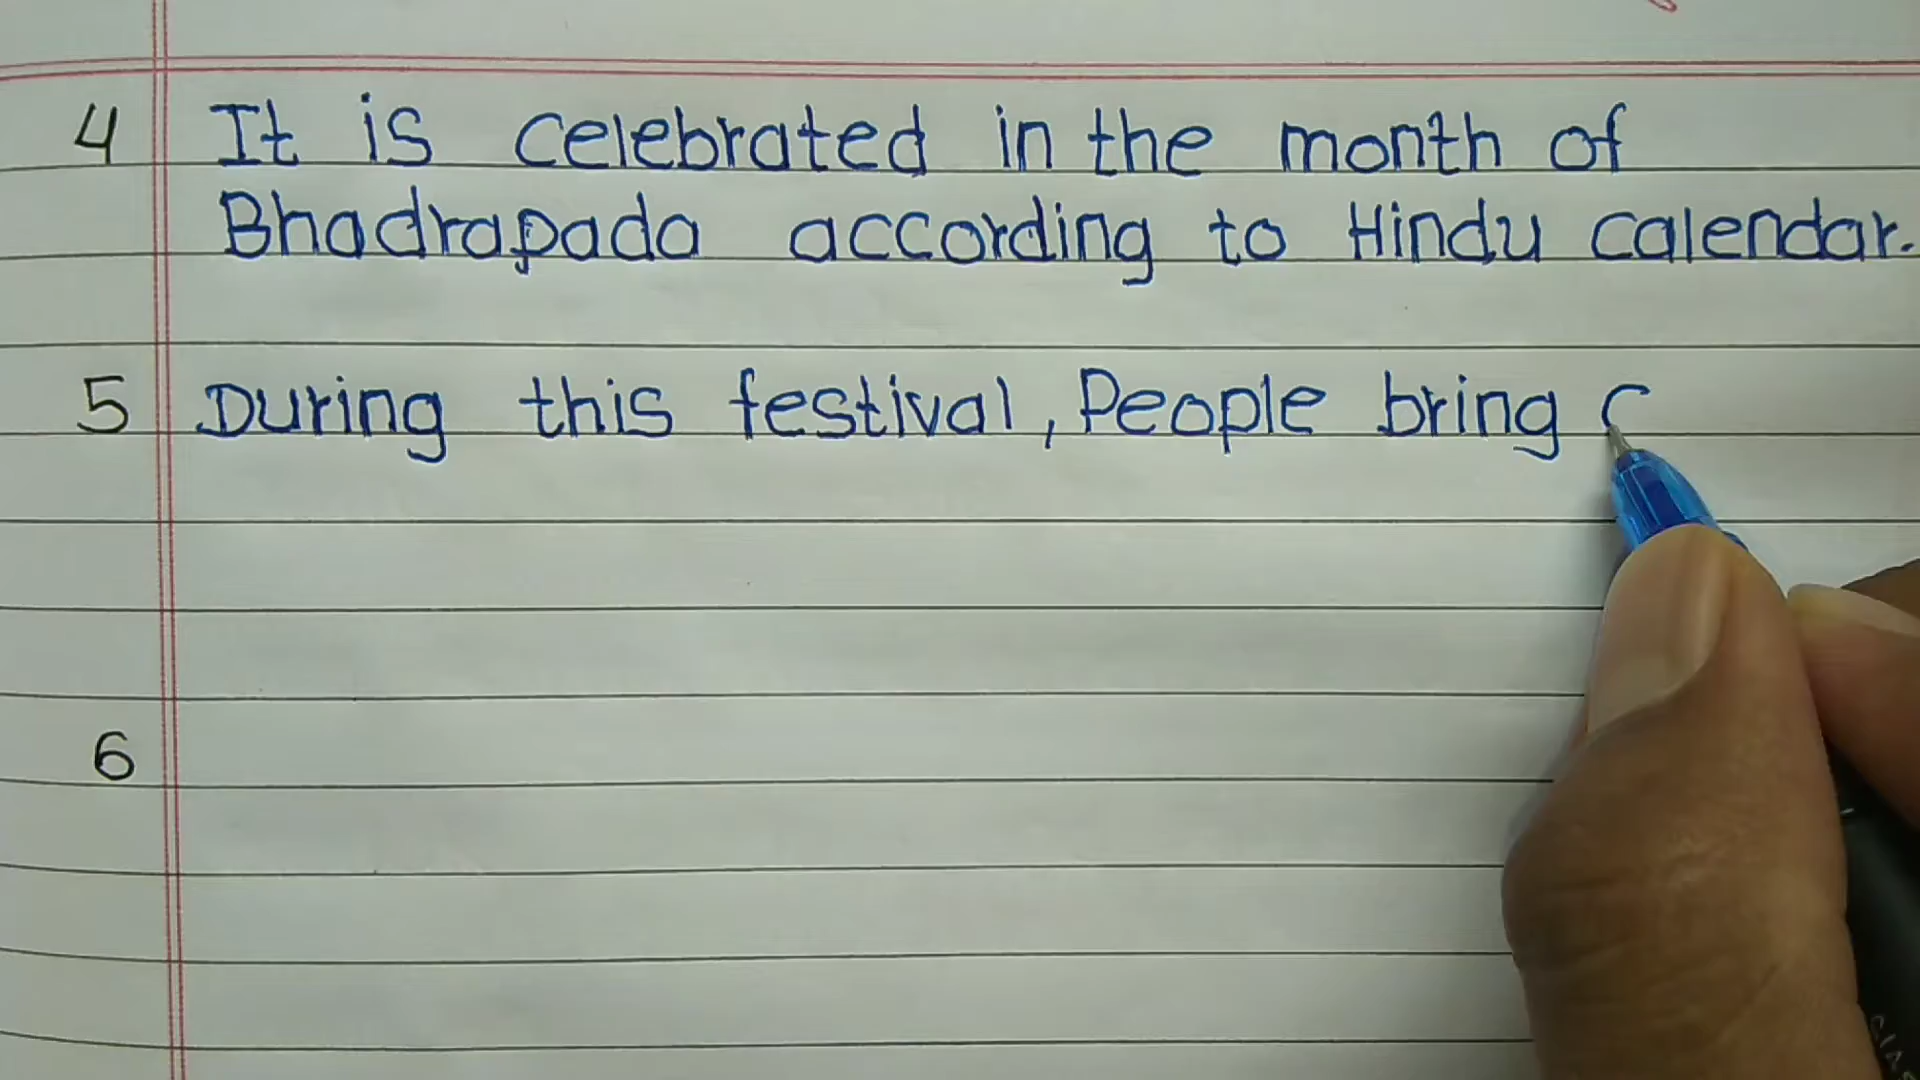 4 It is celebrated in the month of
Bhadrapada according to Hindu calendar.
5 During this festival, People bring
6